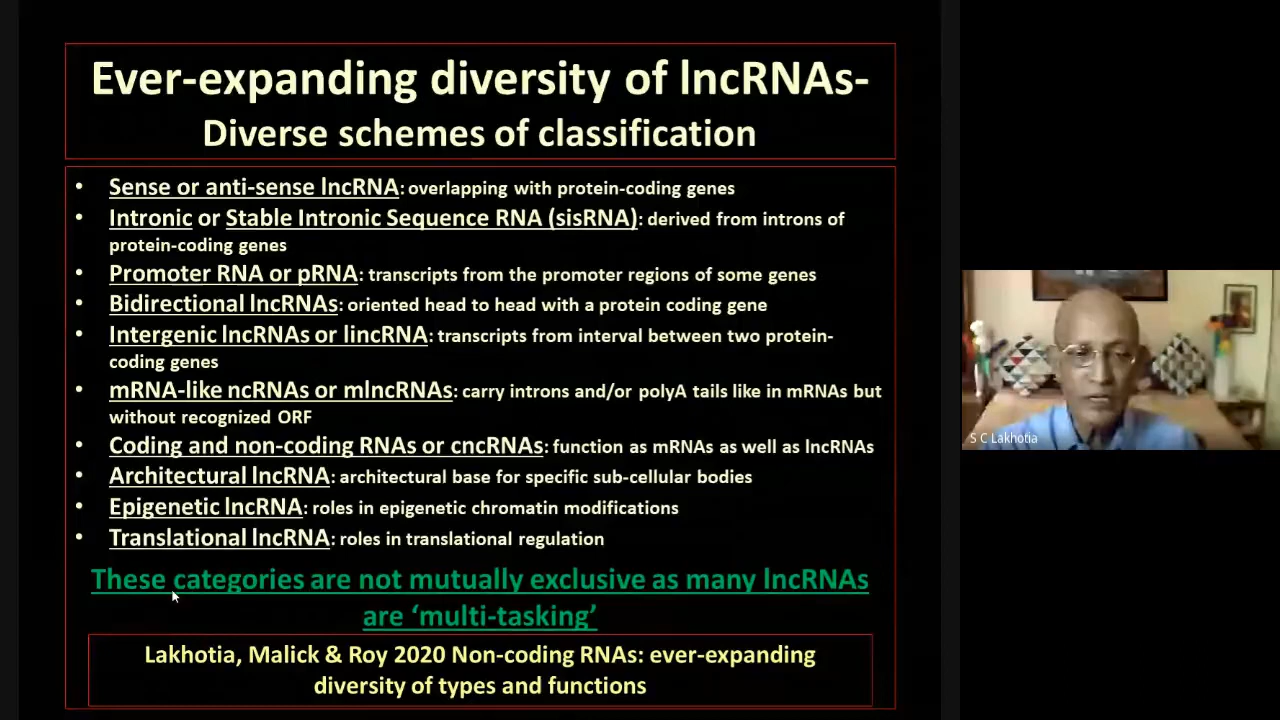 Ever-expanding diversity of lncRNAs-
Diverse schemes of classification
• Sense or anti-sense lncRNA: overlapping with protein-coding genes
• Intronic or Stable Intronic Sequence RNA (sisRNA): derived from introns of
protein-coding genes
• Promoter RNA or pRNA: transcripts from the promoter regions of some genes
• Bidirectional lncRNAs: oriented head to head with a protein coding gene
• Intergenic lncRNAs or lincRNA: transcripts from interval between two protein-
coding genes
• mRNA-like ncRNAs or mlncRNAs: carry introns and/or polyA tails like in mRNAs but
without recognized ORF
• Coding and non-coding RNAs or cncRNAs: function as mRNAs as well as lncRNAs
• Architectural lncRNA: architectural base for specific sub-cellular bodies
• Epigenetic lncRNA: roles in epigenetic chromatin modifications
• Translational lncRNA: roles in translational regulation
These categories are not mutually exclusive as many lncRNAs
are ‘multi-tasking’
Lakhotia, Malick & Roy 2020 Non-coding RNAs: ever-expanding
diversity of types and functions
S C Lakhotia